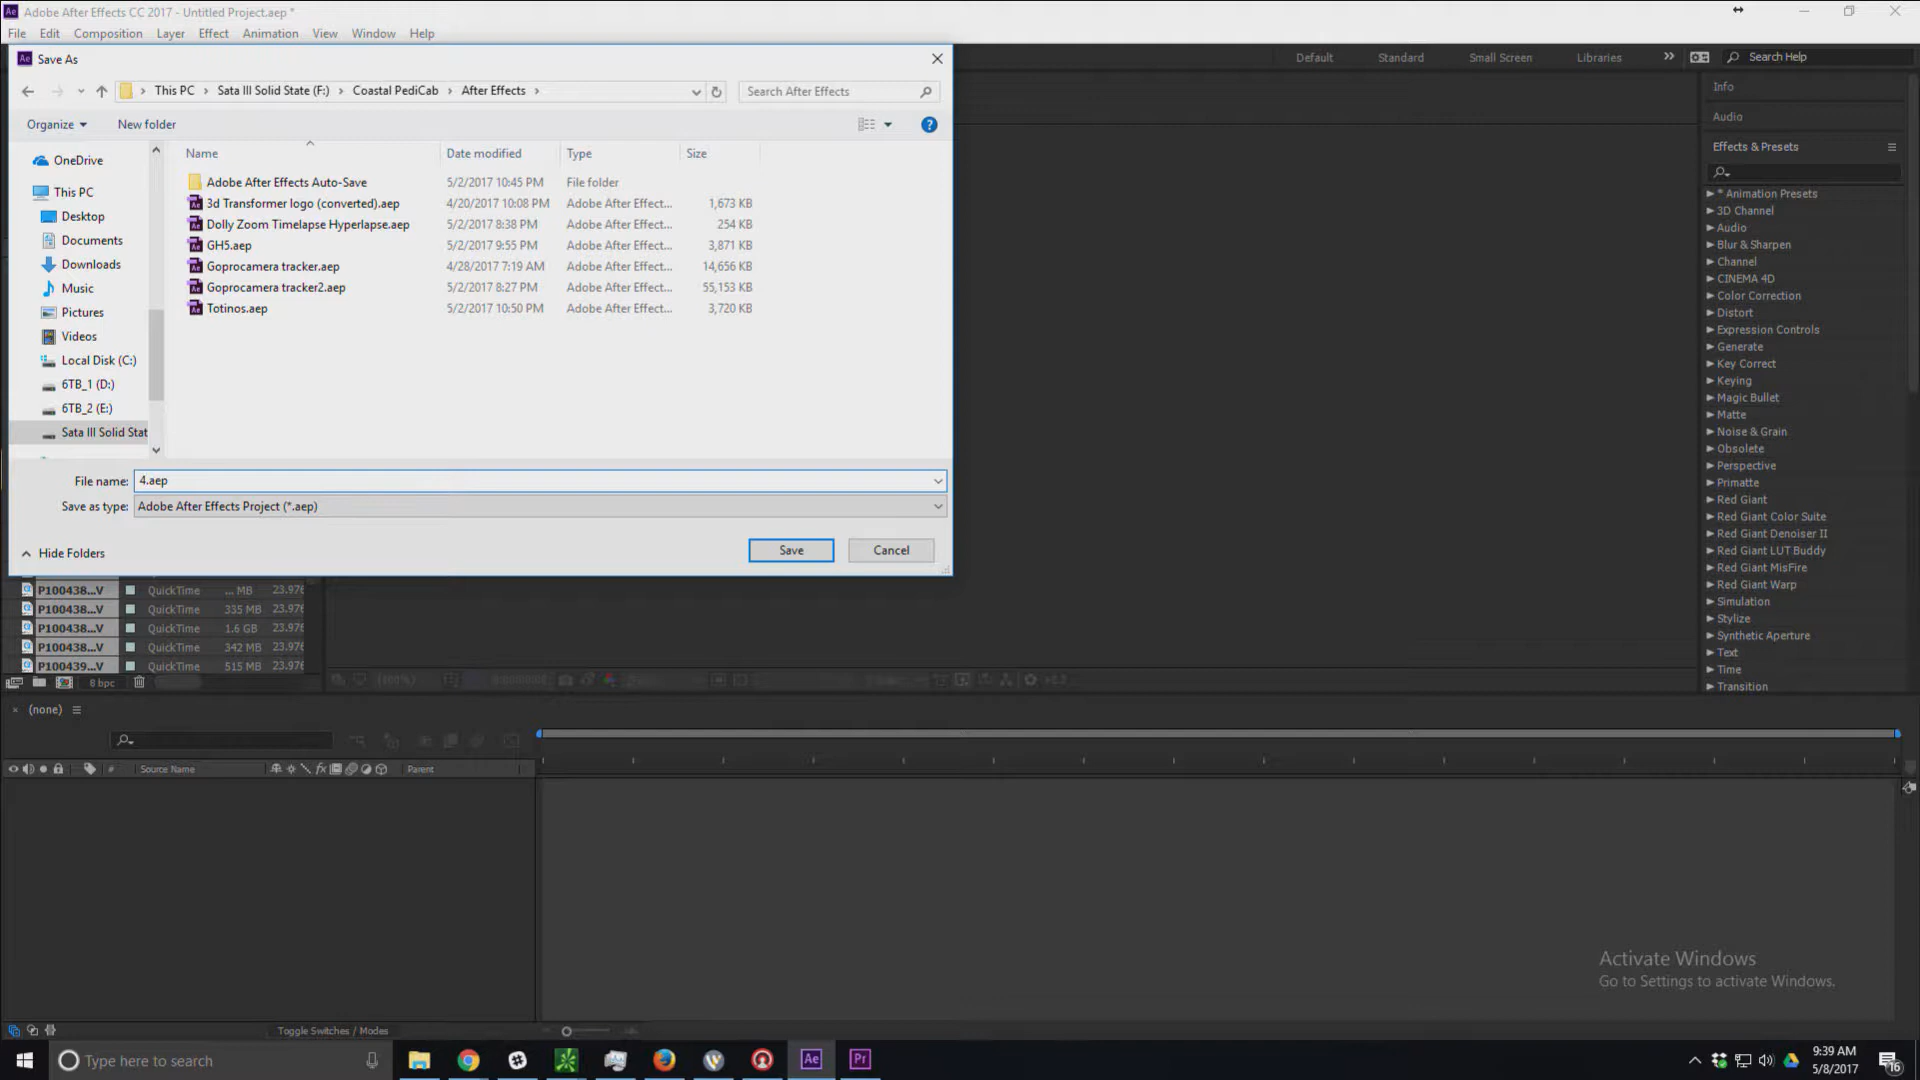 Adobe After Effects CC 2017 - Untitled Project.aep *
File Edit Composition Layer Effect Animation View Window Help
Save As
This PC > Sata III Solid State (F:) > Coastal PediCab > After Effects >
Search After Effects
Default Standard Small Screen Libraries
Search Help
Organize New folder
Name Date modified Type Size
Adobe After Effects Auto-Save 5/2/2017 10:45 PM File folder
3d Transformer logo (converted).aep 4/20/2017 10:08 PM Adobe After Effect... 1,673 KB
Dolly Zoom Timelapse Hyperlapse.aep 5/2/2017 8:38 PM Adobe After Effect... 254 KB
GH5.aep 5/2/2017 9:55 PM Adobe After Effect... 3,871 KB
Goprocamera tracker.aep 4/28/2017 7:19 AM Adobe After Effect... 14,656 KB
Goprocamera tracker2.aep 5/2/2017 8:27 PM Adobe After Effect... 55,153 KB
Totinos.aep 5/2/2017 10:50 PM Adobe After Effect... 3,720 KB
OneDrive
This PC
Desktop
Documents
Downloads
Music
Pictures
Videos
Local Disk (C:)
6TB_1 (D:)
6TB_2 (E:)
Sata III Solid Stat
File name: 4.aep
Save as type: Adobe After Effects Project (*.aep)
Hide Folders
Save Cancel
Info
Audio
Effects & Presets
* Animation Presets
3D Channel
Audio
Blur & Sharpen
Channel
CINEMA 4D
Color Correction
Distort
Expression Controls
Generate
Key Correct
Keying
Magic Bullet
Matte
Noise & Grain
Obsolete
Perspective
Primatte
Red Giant
Red Giant Color Suite
Red Giant Denoiser II
Red Giant LUT Buddy
Red Giant MisFire
Red Giant Warp
Simulation
Stylize
Synthetic Aperture
Text
Time
Transition
P100438...V QuickTime ... MB 23.976
P100438...V QuickTime 335 MB 23.976
P100438...V QuickTime 1.6 GB 23.976
P100438...V QuickTime 342 MB 23.976
P100439...V QuickTime 515 MB 23.976
8 bpc
(none)
# Source Name fx Parent
Toggle Switches / Modes
Activate Windows
Go to Settings to activate Windows.
Type here to search
Ae Pr
9:39 AM
5/8/2017
16